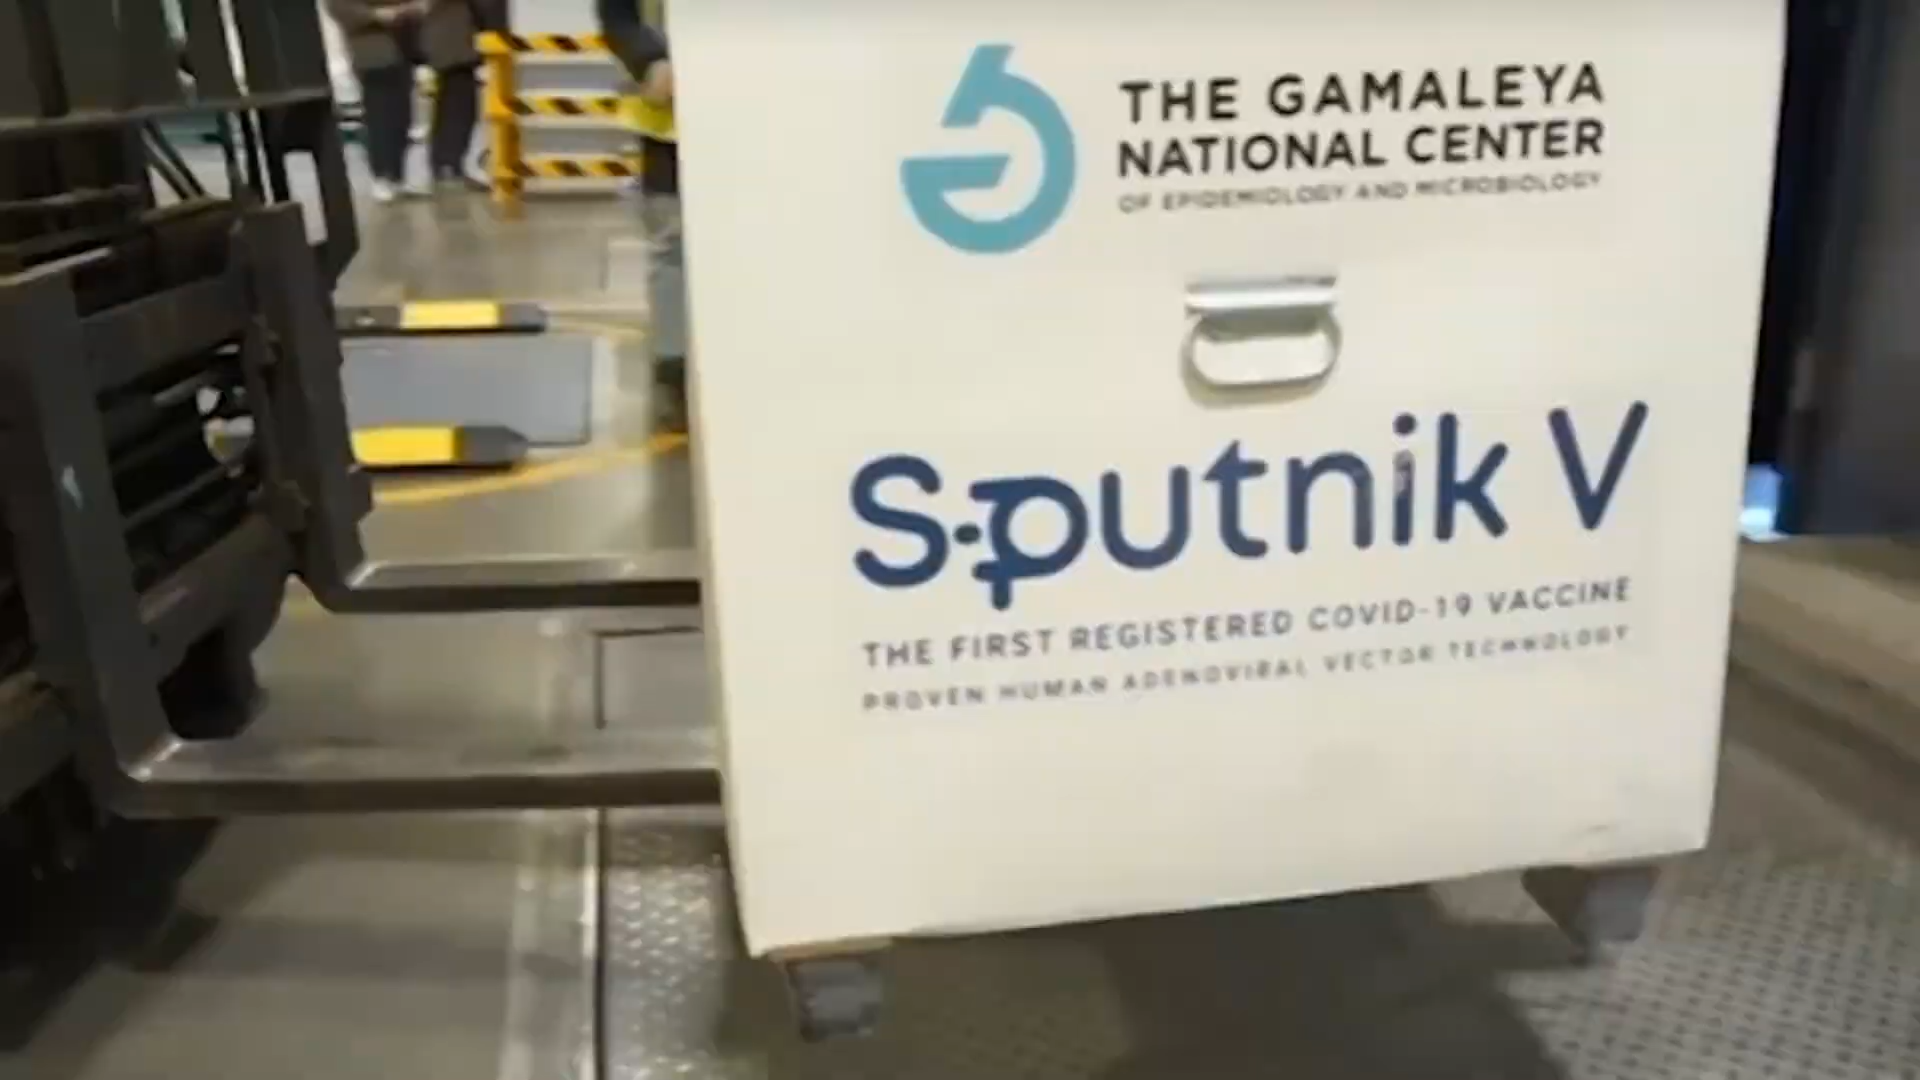 THE GAMALEYA
NATIONAL CENTER
OF EPIDEMIOLOGY AND MICROBIOLOGY
Sputnik V
THE FIRST REGISTERED COVID-19 VACCINE
PROVEN HUMAN ADENOVIRAL VECTOR TECHNOLOGY